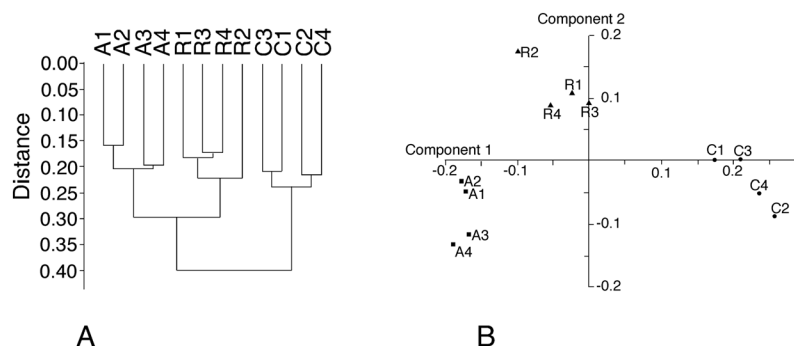 A1 A2 A3 A4 R1 R3 R4 R2 C3 C1 C2 C4
Distance
0.00
0.05
0.10
0.15
0.20
0.25
0.30
0.35
0.40
A
Component 2
0.2
R2
R1
0.1
R4
R3
Component 1
C1
C3
-0.2
-0.1
0.1
0.2
A2
A1
C4
C2
-0.1
A3
A4
-0.2
B